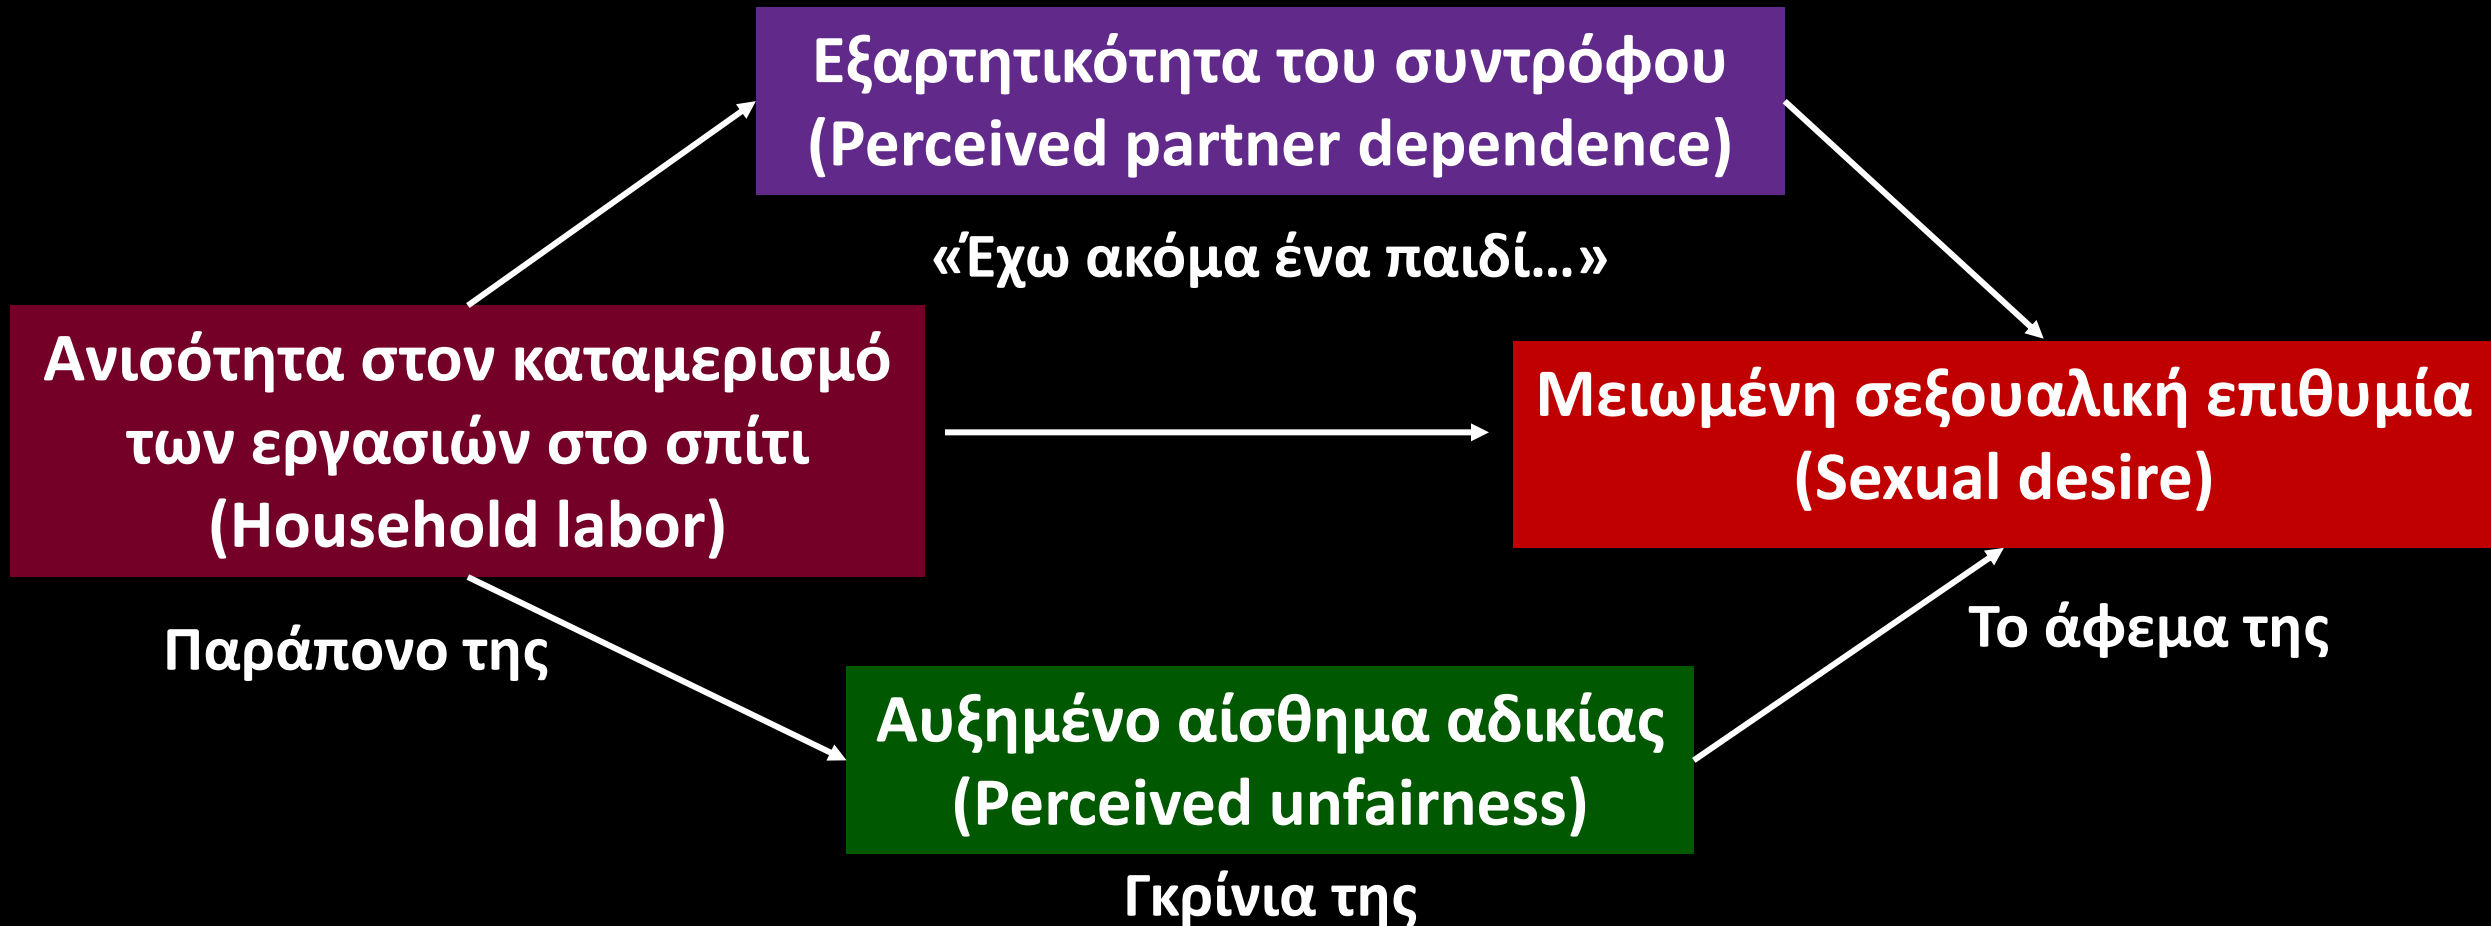 Εξαρτητικότητα του συντρόφου
(Perceived partner dependence)
«Έχω ακόμα ένα παιδί...»
Ανισότητα στον καταμερισμό
των εργασιών στο σπίτι
(Household labor)
Μειωμένη σεξουαλική επιθυμία
(Sexual desire)
Παράπονο της
Το άφεμα της
Αυξημένο αίσθημα αδικίας
(Perceived unfairness)
Γκρίνια της